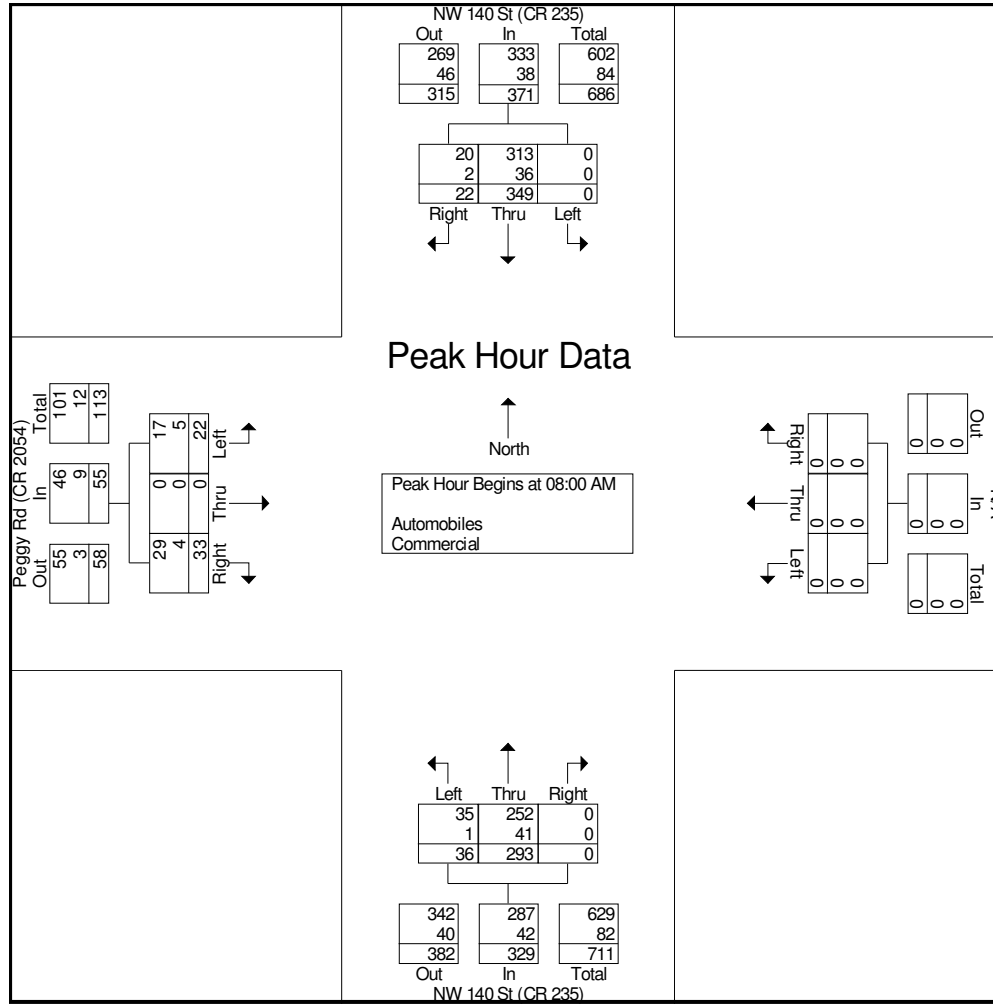 NW 140 St (CR 235)
Out In Total
269 333 602
46 38 84
315 371 686
20 313 0
2 36 0
22 349 0
Right Thru Left
Peak Hour Data
North
Peak Hour Begins at 08:00 AM
Automobiles
Commercial
Peggy Rd (CR 2054)
Out In Total
55 46 101
3 9 12
58 55 113
Left Thru Right
17 0 29
5 0 4
22 0 33
Right Thru Left
0 0 0
0 0 0
0 0 0
Out In Total
0 0 0
0 0 0
0 0 0
Left Thru Right
35 252 0
1 41 0
36 293 0
342 287 629
40 42 82
382 329 711
Out In Total
NW 140 St (CR 235)